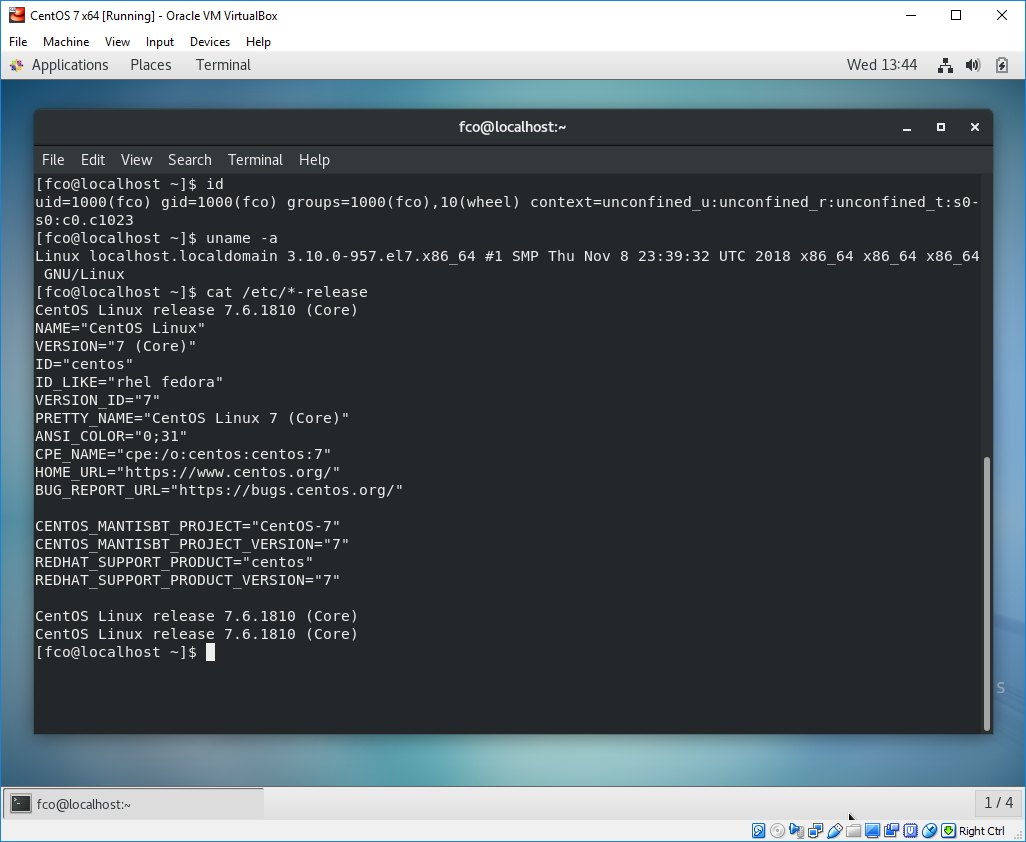 CentOS 7 x64 [Running] - Oracle VM VirtualBox
File Machine View Input Devices Help
Applications Places Terminal Wed 13:44
fco@localhost:~
File Edit View Search Terminal Help
[fco@localhost ~]$ id
uid=1000(fco) gid=1000(fco) groups=1000(fco),10(wheel) context=unconfined_u:unconfined_r:unconfined_t:s0-
s0:c0.c1023
[fco@localhost ~]$ uname -a
Linux localhost.localdomain 3.10.0-957.el7.x86_64 #1 SMP Thu Nov 8 23:39:32 UTC 2018 x86_64 x86_64 x86_64
 GNU/Linux
[fco@localhost ~]$ cat /etc/*-release
CentOS Linux release 7.6.1810 (Core)
NAME="CentOS Linux"
VERSION="7 (Core)"
ID="centos"
ID_LIKE="rhel fedora"
VERSION_ID="7"
PRETTY_NAME="CentOS Linux 7 (Core)"
ANSI_COLOR="0;31"
CPE_NAME="cpe:/o:centos:centos:7"
HOME_URL="https://www.centos.org/"
BUG_REPORT_URL="https://bugs.centos.org/"

CENTOS_MANTISBT_PROJECT="CentOS-7"
CENTOS_MANTISBT_PROJECT_VERSION="7"
REDHAT_SUPPORT_PRODUCT="centos"
REDHAT_SUPPORT_PRODUCT_VERSION="7"

CentOS Linux release 7.6.1810 (Core)
CentOS Linux release 7.6.1810 (Core)
[fco@localhost ~]$
S
fco@localhost:~ 1 / 4
Right Ctrl